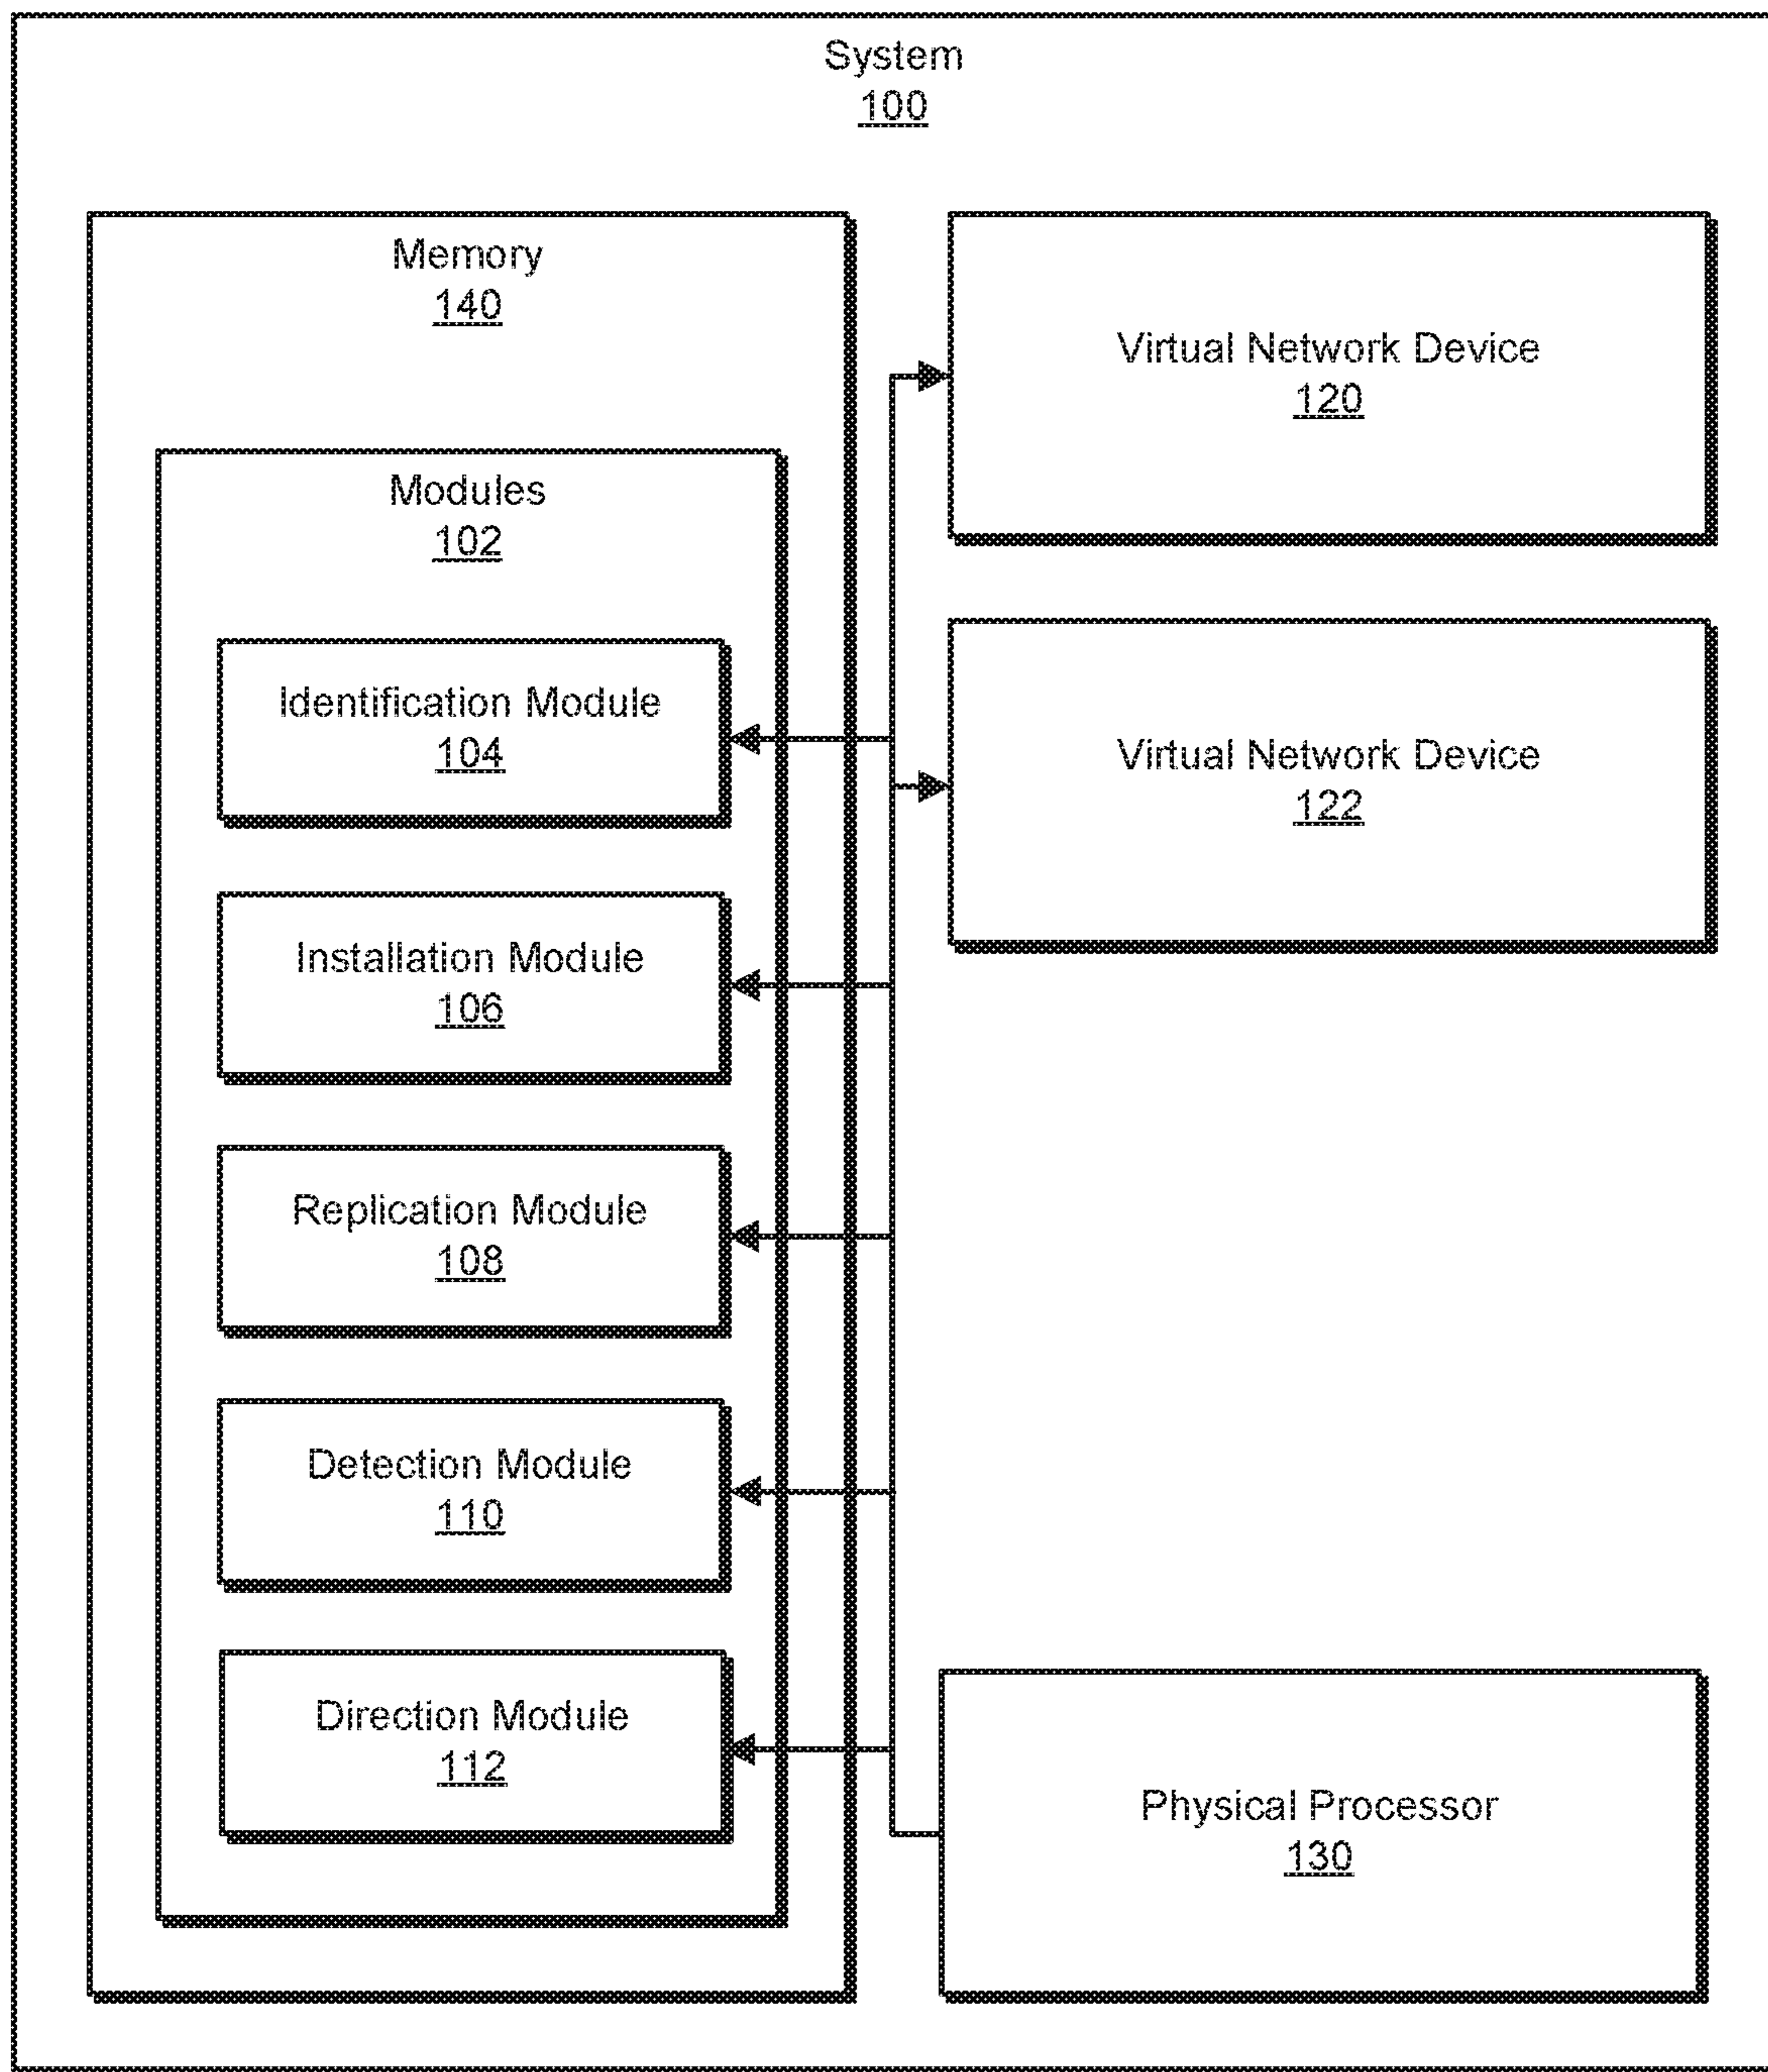 System
100
Memory
140
Modules
102
Identification Module
104
Installation Module
106
Replication Module
108
Detection Module
110
Direction Module
112
Virtual Network Device
120
Virtual Network Device
122
Physical Processor
130